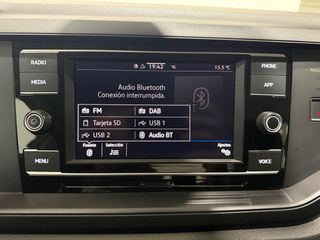 RADIO
MEDIA
MENU
19:42
15.5 °C
Audio Bluetooth
Conexión interrumpida.
FM
DAB
Tarjeta SD
USB 1
USB 2
Audio BT
Fuente
Selección
Ajustes
PHONE
APP
VOICE